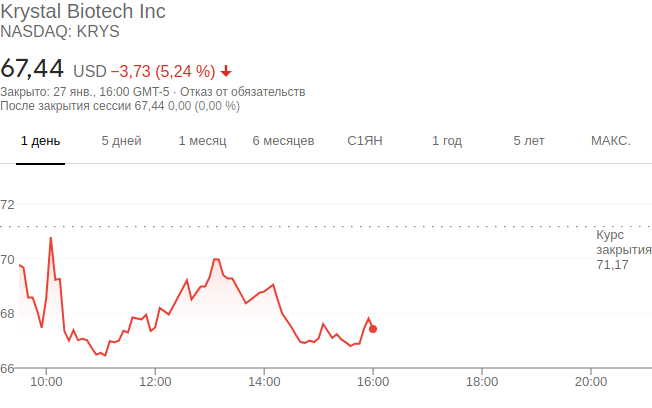 Krystal Biotech Inc
NASDAQ: KRYS
67,44 USD −3,73 (5,24 %)
Закрыто: 27 янв., 16:00 GMT-5 · Отказ от обязательств
После закрытия сессии 67,44 0,00 (0,00 %)
1 день 5 дней 1 месяц 6 месяцев С1ЯН 1 год 5 лет МАКС.
72
Курс
закрытия
70
71,17
68
66
10:00 12:00 14:00 16:00 18:00 20:00